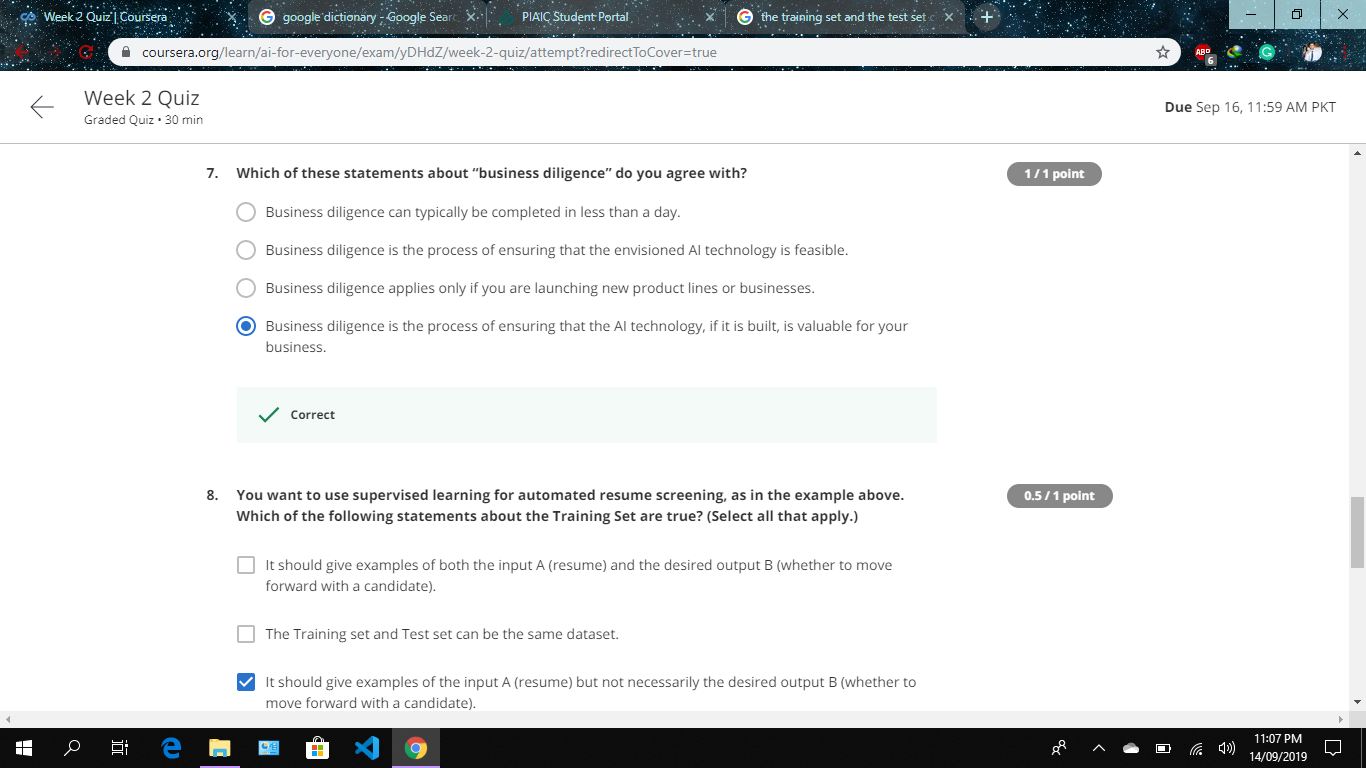 Week 2 Quiz | Coursera
google dictionary - Google Searc
PIAIC Student Portal
the training set and the test set c
coursera.org/learn/ai-for-everyone/exam/yDHdZ/week-2-quiz/attempt?redirectToCover=true
ABP
6
G
Week 2 Quiz
Graded Quiz • 30 min
Due Sep 16, 11:59 AM PKT
7. Which of these statements about “business diligence” do you agree with?
1 / 1 point
Business diligence can typically be completed in less than a day.
Business diligence is the process of ensuring that the envisioned AI technology is feasible.
Business diligence applies only if you are launching new product lines or businesses.
Business diligence is the process of ensuring that the AI technology, if it is built, is valuable for your
business.
Correct
8. You want to use supervised learning for automated resume screening, as in the example above.
0.5 / 1 point
Which of the following statements about the Training Set are true? (Select all that apply.)
It should give examples of both the input A (resume) and the desired output B (whether to move
forward with a candidate).
The Training set and Test set can be the same dataset.
It should give examples of the input A (resume) but not necessarily the desired output B (whether to
move forward with a candidate).
11:07 PM
14/09/2019